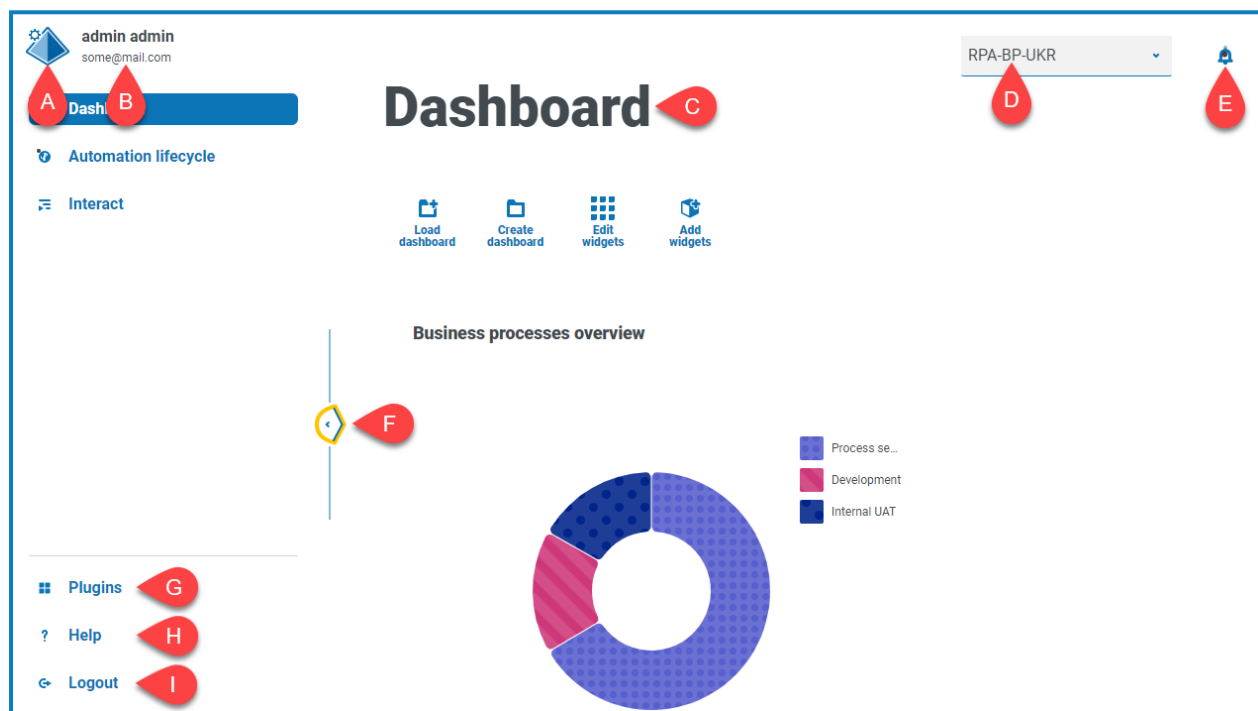 admin admin
some@mail.com
RPA-BP-UKR
A
B
C
D
E
Dash
Dashboard
Automation lifecycle
Interact
Load
dashboard
Create
dashboard
Edit
widgets
Add
widgets
Business processes overview
F
Process se...
Development
Internal UAT
Plugins
G
? Help
H
Logout
I